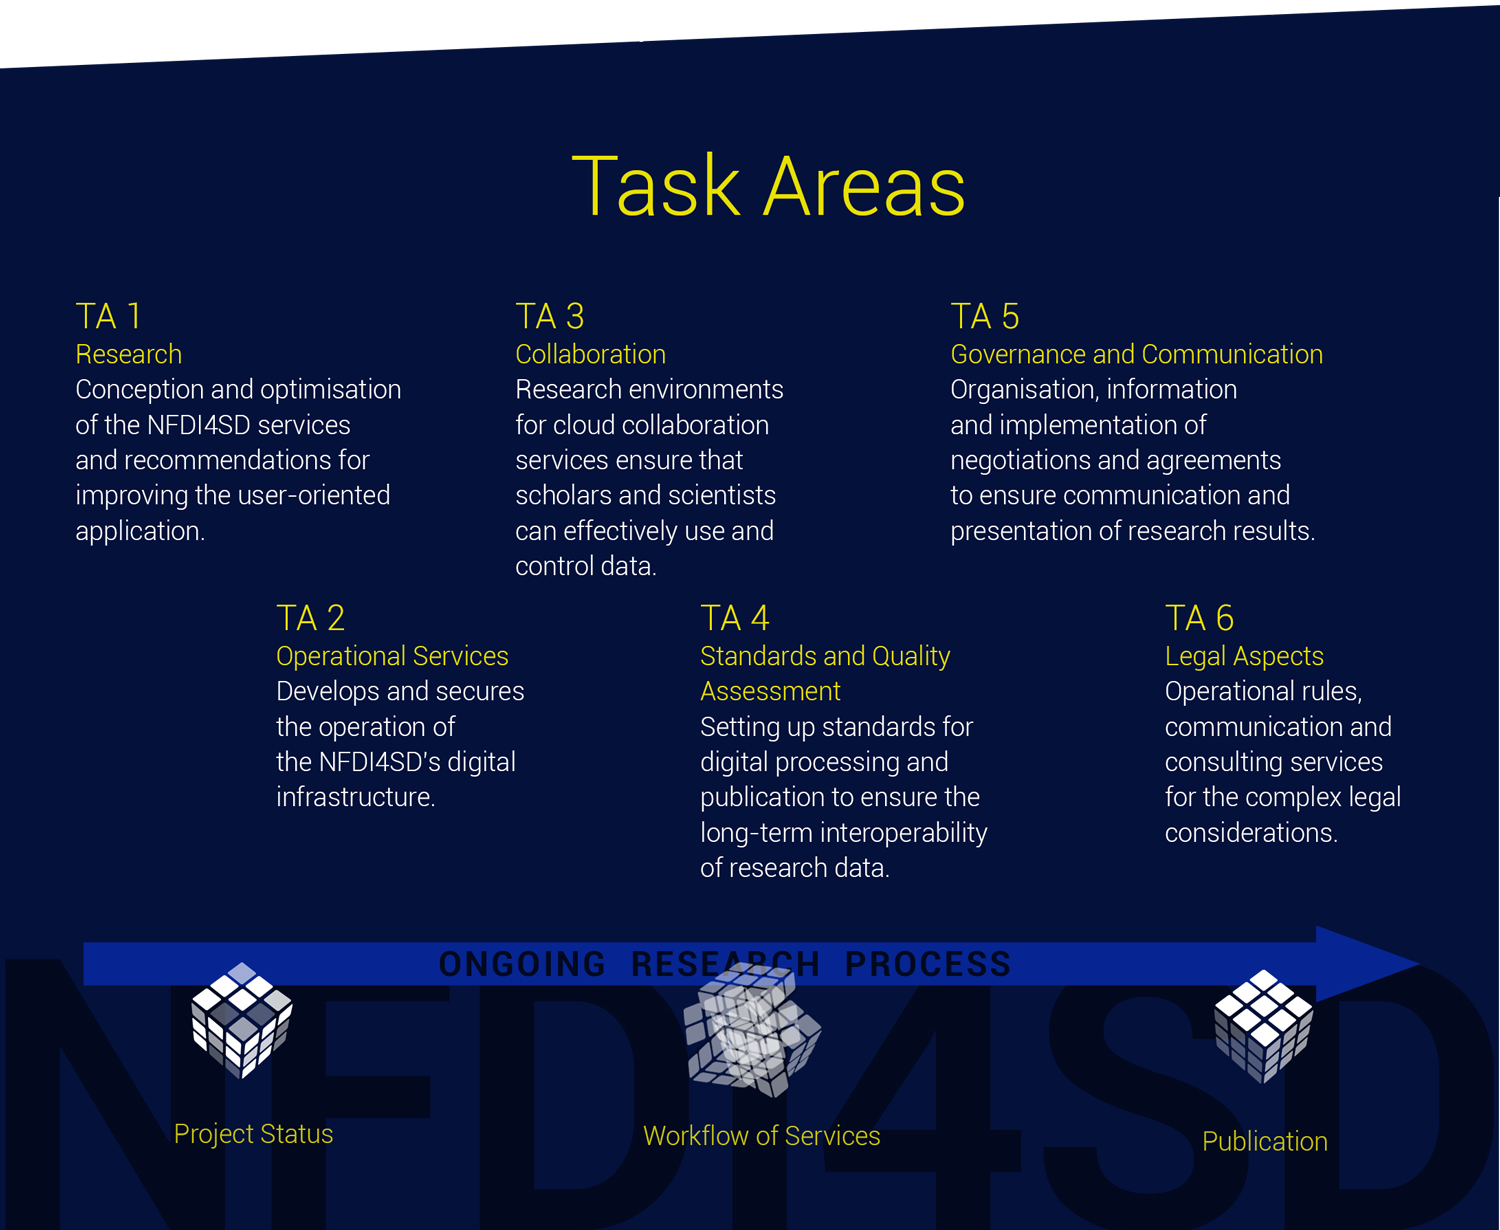 Task Areas
TA 1
Research
Conception and optimisation
of the NFDI4SD services
and recommendations for
improving the user-oriented
application.
TA 3
Collaboration
Research environments
for cloud collaboration
services ensure that
scholars and scientists
can effectively use and
control data.
TA 5
Governance and Communication
Organisation, information
and implementation of
negotiations and agreements
to ensure communication and
presentation of research results.
TA 2
Operational Services
Develops and secures
the operation of
the NFDI4SD's digital
infrastructure.
TA 4
Standards and Quality
Assessment
Setting up standards for
digital processing and
publication to ensure the
long-term interoperability
of research data.
TA 6
Legal Aspects
Operational rules,
communication and
consulting services
for the complex legal
considerations.
ONGOING RESEARCH PROCESS
NFDI4SD
Project Status
Workflow of Services
Publication